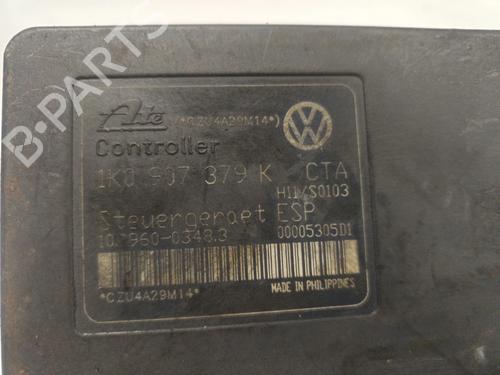 Ate (*CZU4A29M14*)
Controller
1K0 907 379 K CTA
H11/S0103
Steuergeraet ESP
10.960-0348.3 00005305D1
*CZU4A29M14*
MADE IN PHILIPPINES
B-PARTS